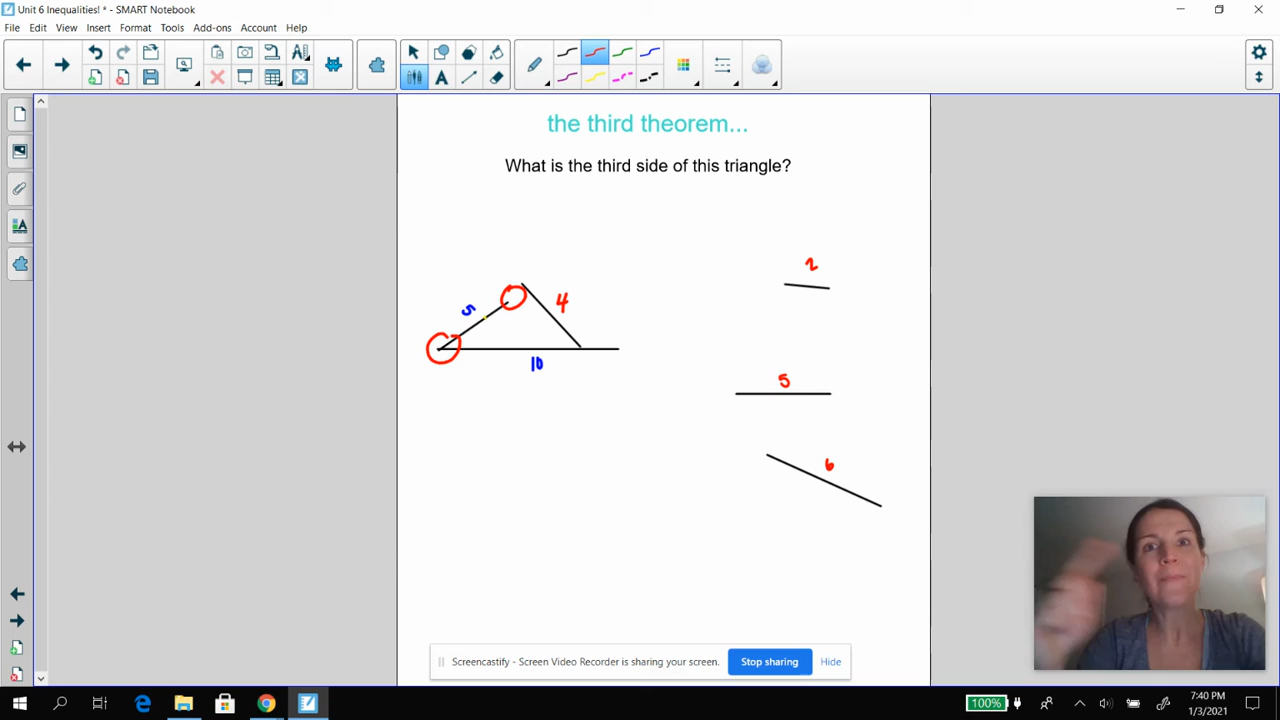 Unit 6 Inequalities! * - SMART Notebook
File Edit View Insert Format Tools Add-ons Account Help
the third theorem...
What is the third side of this triangle?
2
5 4
10
5
6
Screencastify - Screen Video Recorder is sharing your screen. Stop sharing Hide
100% 7:40 PM
1/3/2021